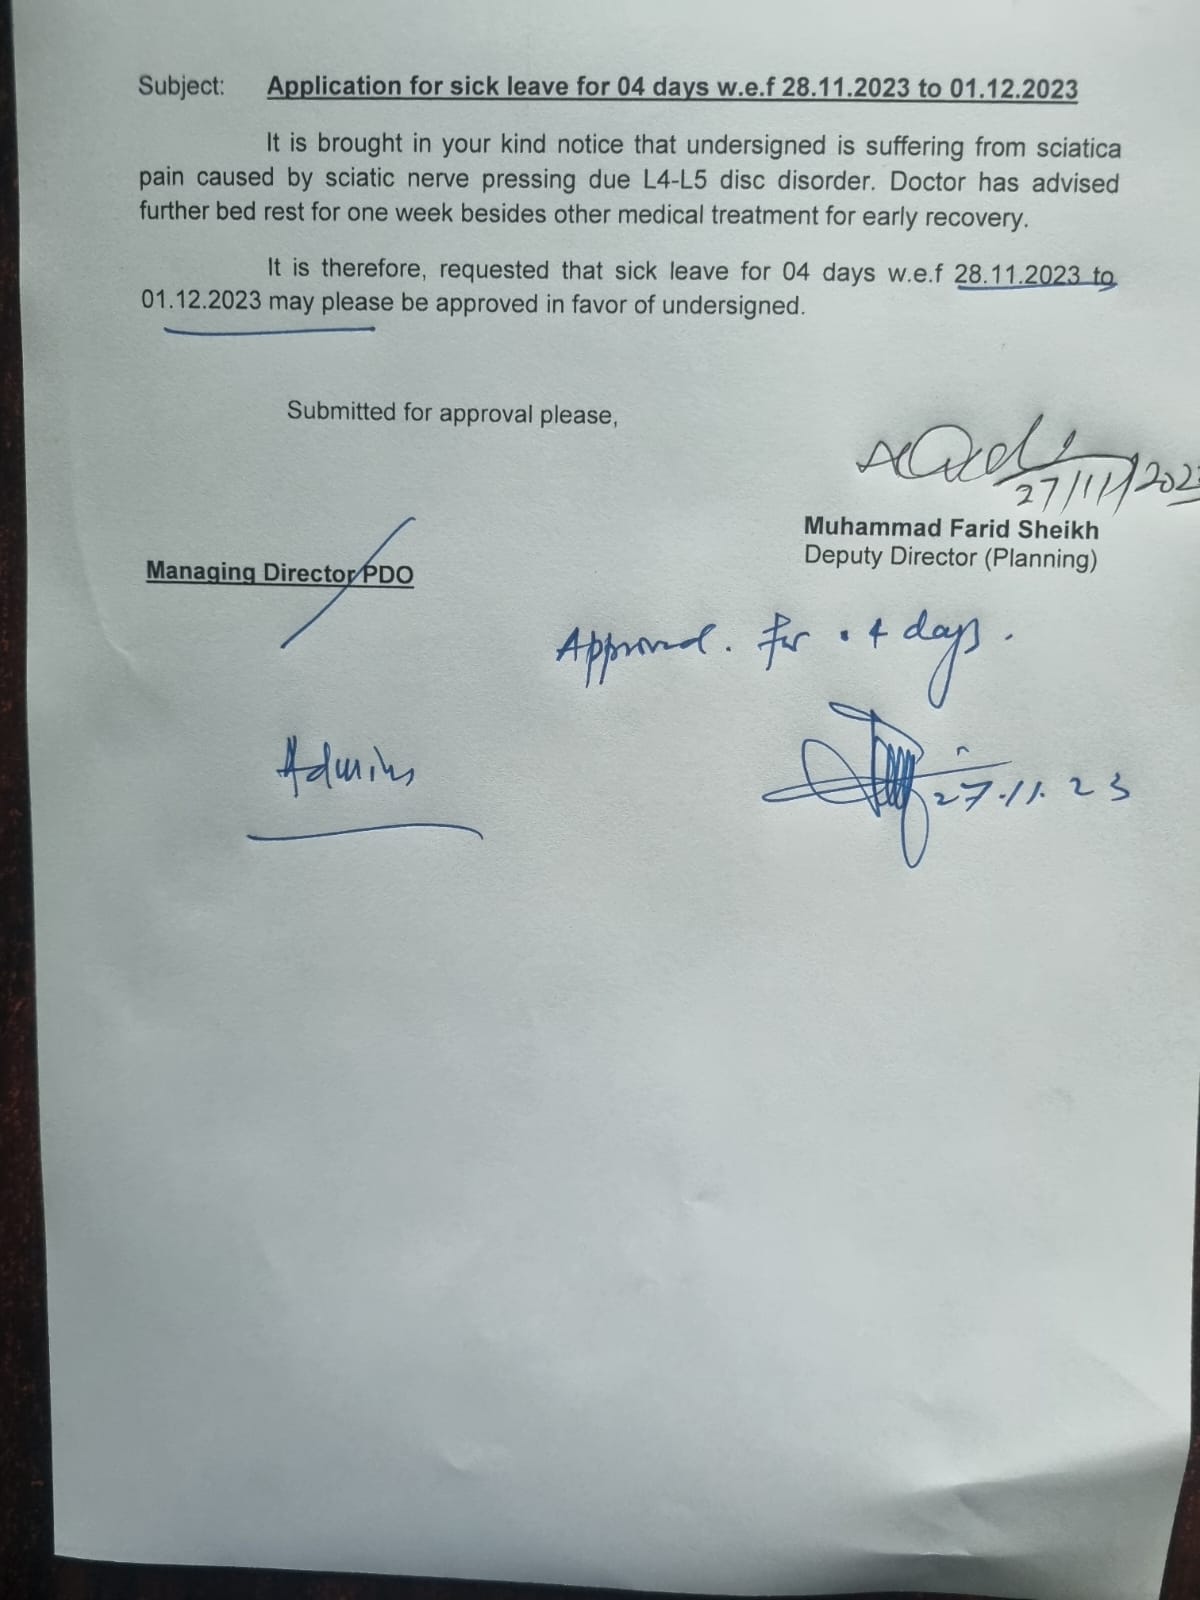 Subject: Application for sick leave for 04 days w.e.f 28.11.2023 to 01.12.2023
It is brought in your kind notice that undersigned is suffering from sciatica
pain caused by sciatic nerve pressing due L4-L5 disc disorder. Doctor has advised
further bed rest for one week besides other medical treatment for early recovery.
It is therefore, requested that sick leave for 04 days w.e.f 28.11.2023 to
01.12.2023 may please be approved in favor of undersigned.
Submitted for approval please,
27/11/202
Muhammad Farid Sheikh
Deputy Director (Planning)
Managing Director PDO
Approved. for 04 days.
Admin
27.11.23